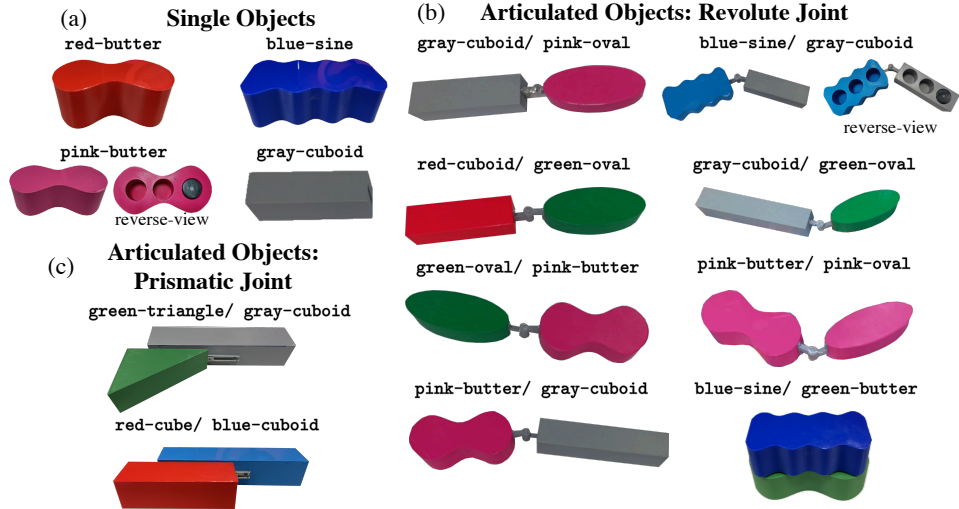 (a)
Single Objects
red-butter
blue-sine
pink-butter
gray-cuboid
reverse-view
(b)
Articulated Objects: Revolute Joint
gray-cuboid/ pink-oval
blue-sine/ gray-cuboid
reverse-view
red-cuboid/ green-oval
gray-cuboid/ green-oval
green-oval/ pink-butter
pink-butter/ pink-oval
pink-butter/ gray-cuboid
blue-sine/ green-butter
(c)
Articulated Objects:
Prismatic Joint
green-triangle/ gray-cuboid
red-cube/ blue-cuboid